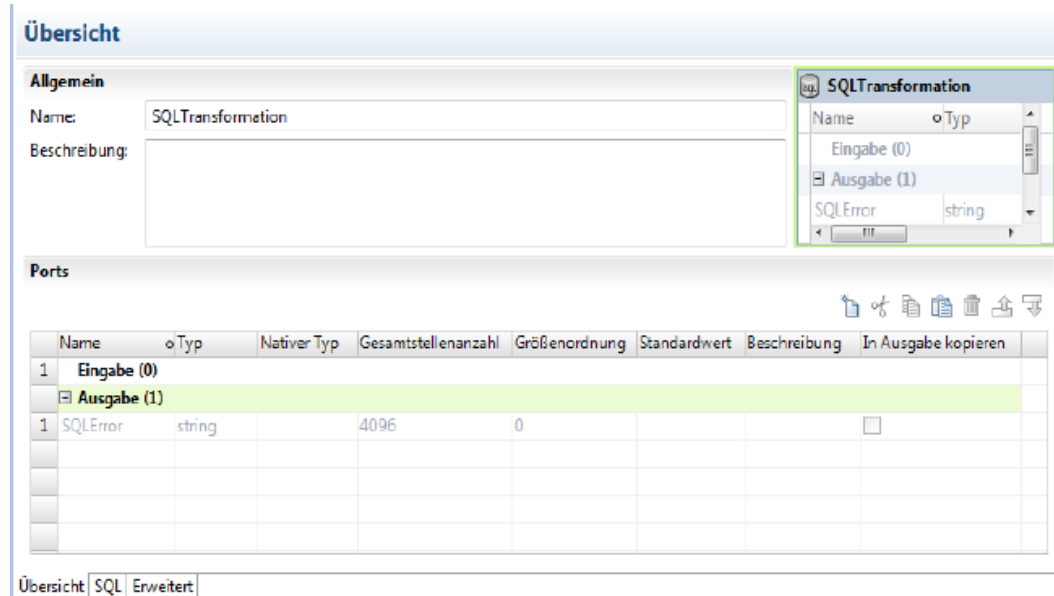 Übersicht
Allgemein
Name:
SQLTransformation
Beschreibung:
SQLTransformation
Name Typ
Eingabe (0)
Ausgabe (1)
SQLError string
Ports
Name Typ Nativer Typ Gesamtstellenanzahl Größenordnung Standardwert Beschreibung In Ausgabe kopieren
1 Eingabe (0)
Ausgabe (1)
1 SQLError string 4096 0
Übersicht SQL Erweitert